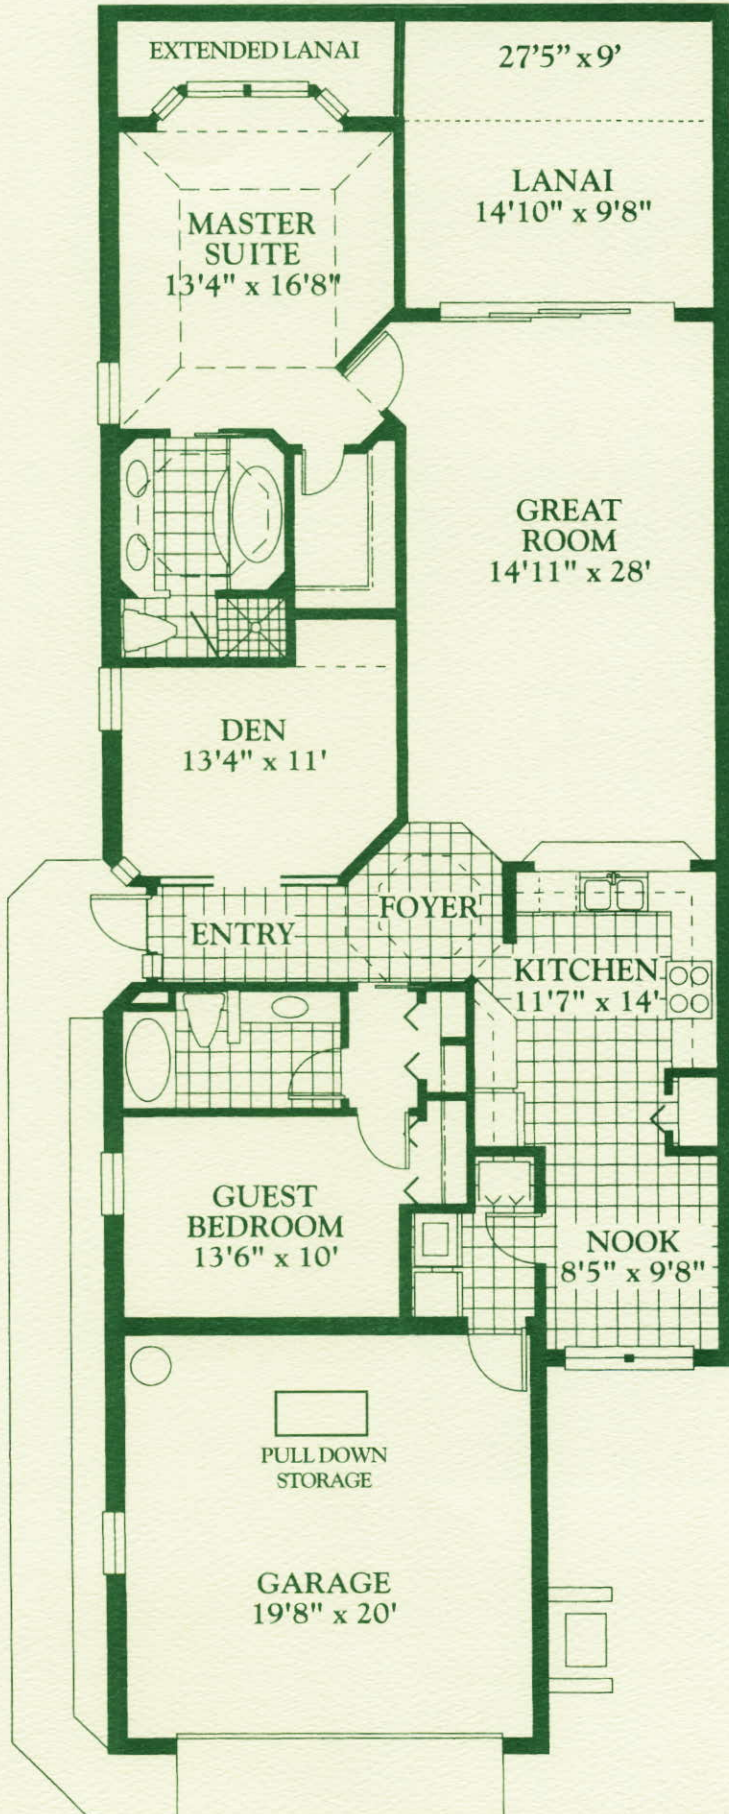 EXTENDED LANAI
27'5" x 9'
LANAI
14'10" x 9'8"
MASTER
SUITE
13'4" x 16'8"
GREAT
ROOM
14'11" x 28'
DEN
13'4" x 11'
FOYER
ENTRY
KITCHEN
11'7" x 14'
GUEST
BEDROOM
13'6" x 10'
NOOK
8'5" x 9'8"
PULL DOWN
STORAGE
GARAGE
19'8" x 20'